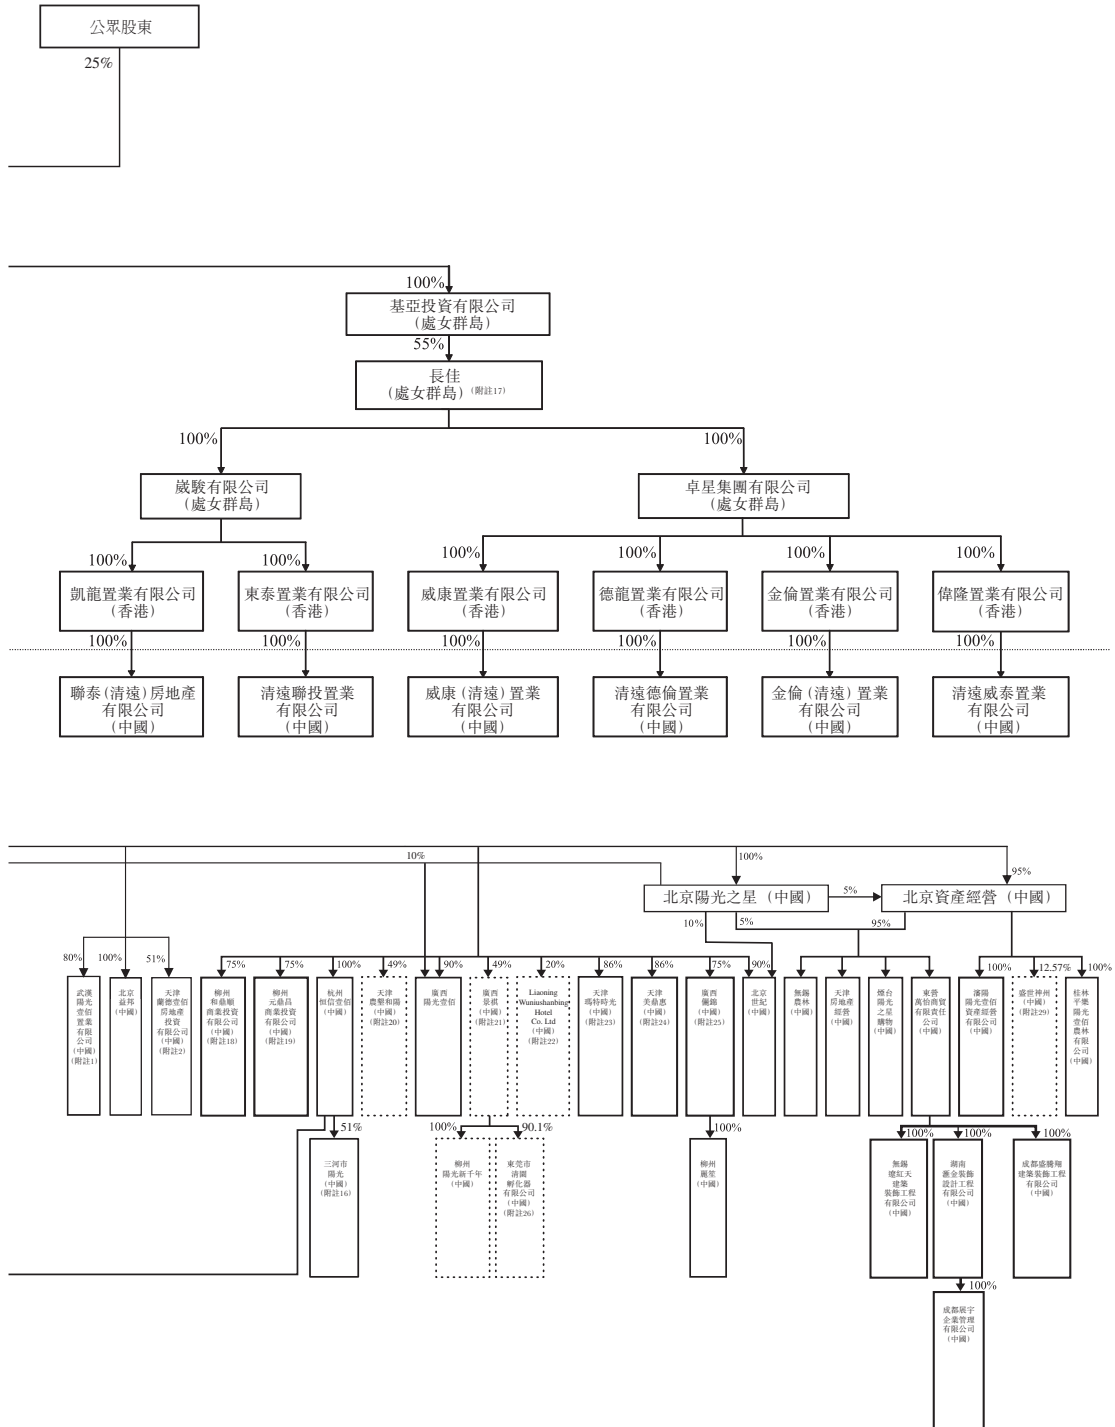 公眾股東
25%
100%
基亞投資有限公司
(處女群島)
55%
長佳
(處女群島) (附註17)
100%
100%
崴駿有限公司
(處女群島)
卓星集團有限公司
(處女群島)
100%
100%
100%
100%
100%
100%
凱龍置業有限公司
(香港)
東泰置業有限公司
(香港)
威康置業有限公司
(香港)
德龍置業有限公司
(香港)
金倫置業有限公司
(香港)
偉隆置業有限公司
(香港)
100%
100%
100%
100%
100%
100%
聯泰(清遠)房地產
有限公司
(中國)
清遠聯投置業
有限公司
(中國)
威康(清遠)置業
有限公司
(中國)
清遠德倫置業
有限公司
(中國)
金倫(清遠)置業
有限公司
(中國)
清遠威泰置業
有限公司
(中國)
10%
100%
95%
北京陽光之星(中國)
5%
北京資產經營(中國)
10%
5%
95%
80%
100%
51%
75%
75%
100%
49%
90%
49%
20%
86%
86%
75%
90%
100%
12.57%
100%
武漢
陽光
壹佰
置業
有限
公司
(中國)
(附註1)
北京
益邦
(中國)
天津
蘭德壹佰
房地產
投資
有限公司
(中國)
(附註2)
柳州
和鼎順
商業投資
有限公司
(中國)
(附註18)
柳州
元鼎昌
商業投資
有限公司
(中國)
(附註19)
杭州
恒信壹佰
(中國)
天津
農墾和陽
(中國)
(附註20)
廣西
陽光壹佰
(中國)
廣西
景祺
(中國)
(附註21)
Liaoning
Wuniushanbing
Hotel
Co. Ltd
(中國)
(附註22)
天津
瑪特時光
(中國)
(附註23)
天津
美鼎惠
(中國)
(附註24)
廣西
儷錦
(中國)
(附註25)
北京
世紀
(中國)
無錫
農林
(中國)
天津
房地產
經營
(中國)
煙台
陽光
之星
購物
(中國)
東營
萬怡商貿
有限責任
公司
(中國)
瀋陽
陽光壹佰
資產經營
有限公司
(中國)
盛世神州
(中國)
(附註29)
桂林
平樂
陽光
壹佰
農林
有限
公司
(中國)
51%
100%
90.1%
100%
100%
100%
100%
三河市
陽光
(中國)
(附註16)
柳州
陽光新千年
(中國)
東莞市
清園
孵化器
有限公司
(中國)
(附註26)
柳州
麗笙
(中國)
無錫
建築
裝飾工程
有限公司
(中國)
湖南
滙金裝飾
設計工程
有限公司
(中國)
成都盛騰翔
建築裝飾工程
有限公司
(中國)
100%
成都展宇
企業管理
有限公司
(中國)